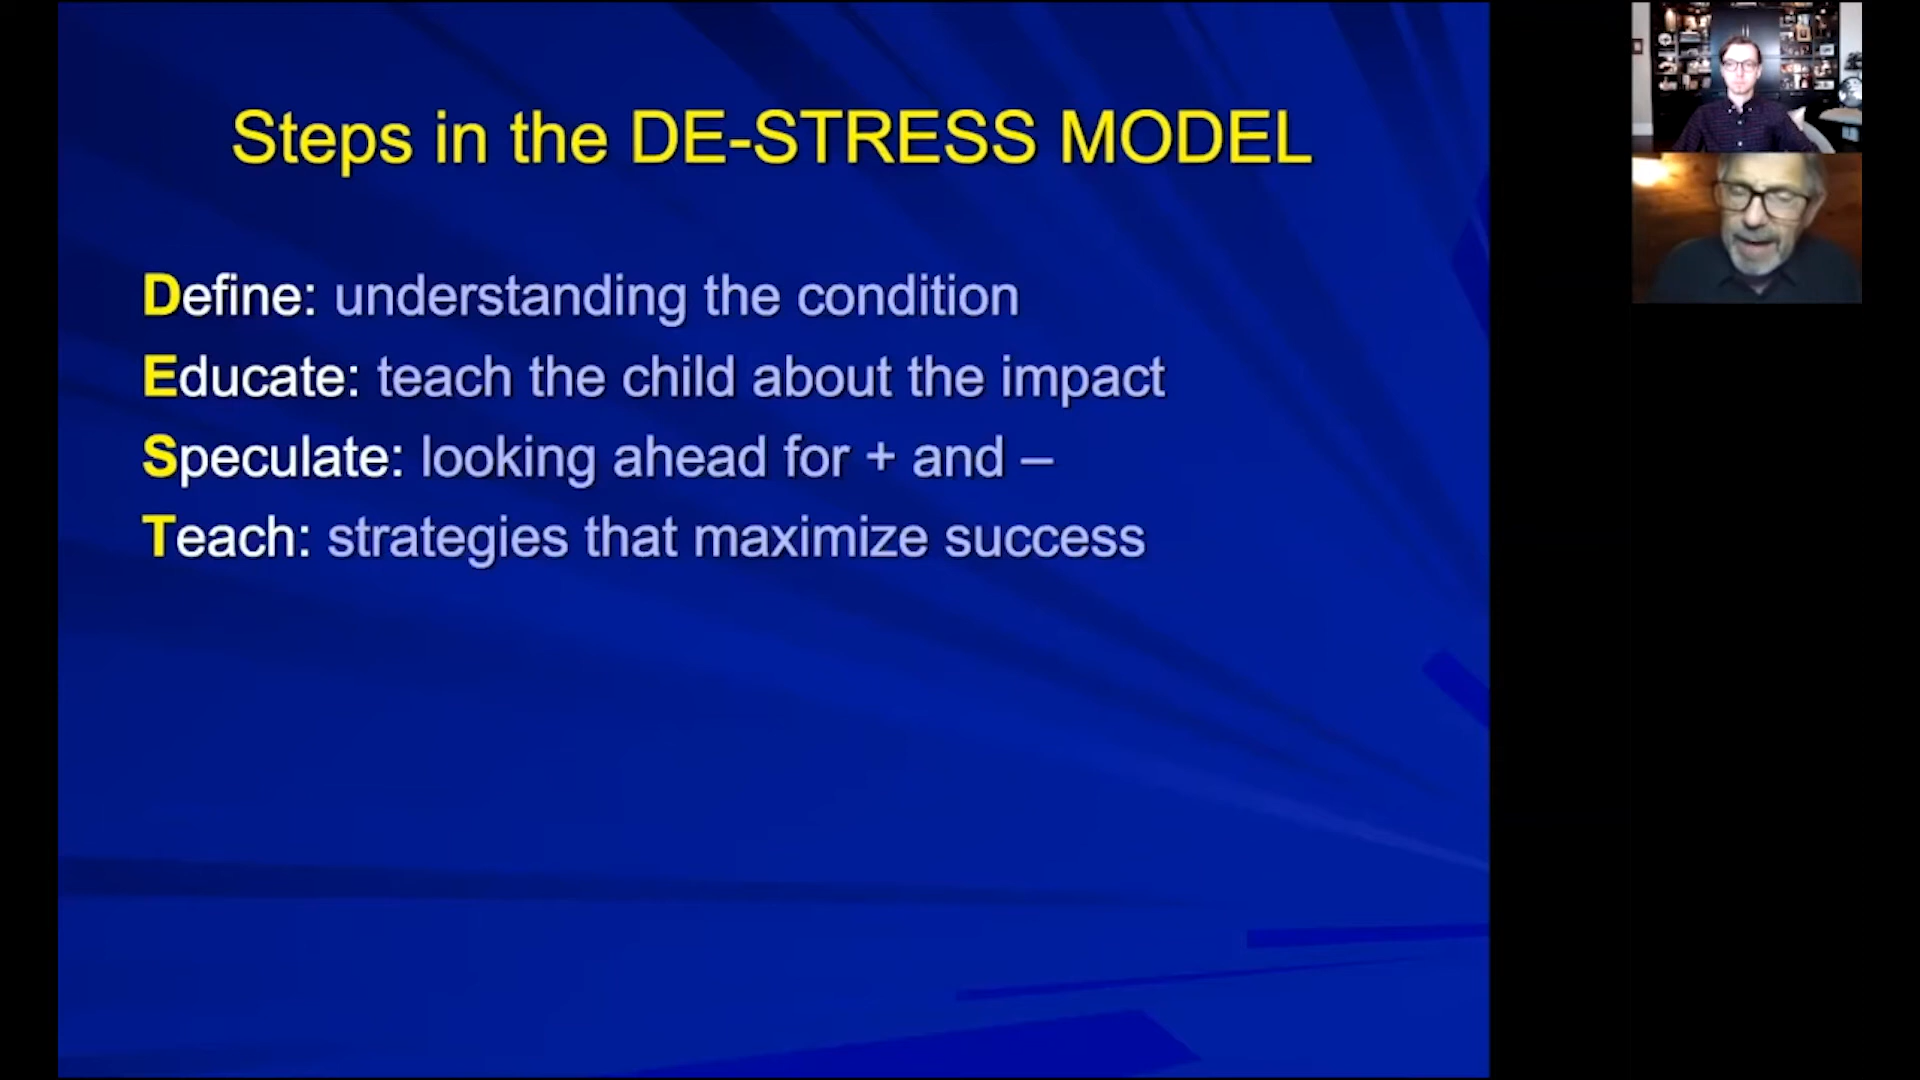 Steps in the DE-STRESS MODEL
Define: understanding the condition
Educate: teach the child about the impact
Speculate: looking ahead for + and –
Teach: strategies that maximize success